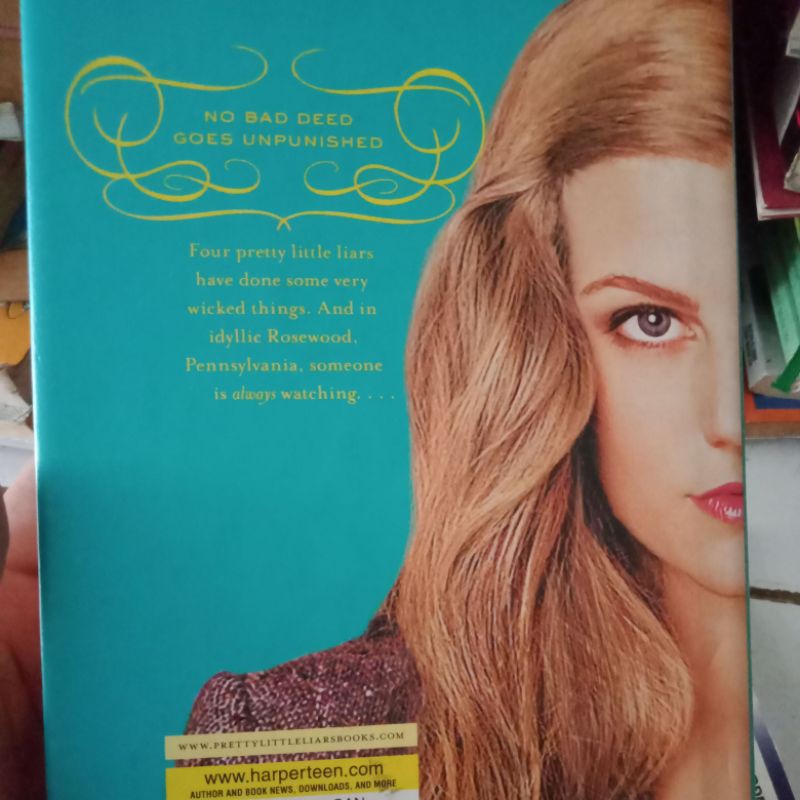 NO BAD DEED
GOES UNPUNISHED
Four pretty little liars
have done some very
wicked things. And in
idyllic Rosewood,
Pennsylvania, someone
is always watching. . . .
WWW.PRETTYLITTLELIARSBOOKS.COM
www.harperteen.com
AUTHOR AND BOOK NEWS, DOWNLOADS, AND MORE